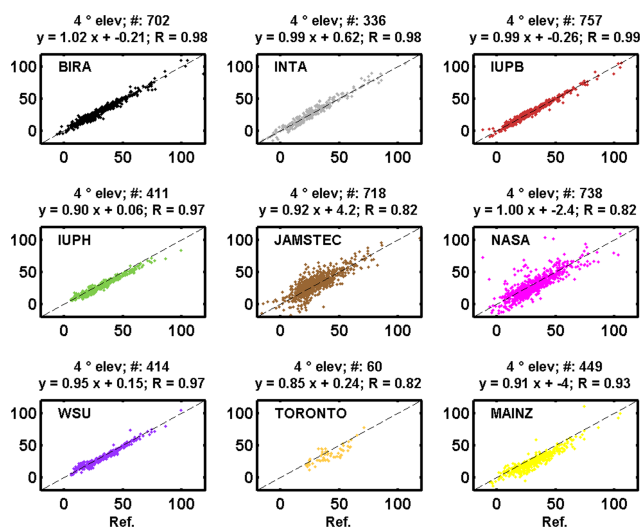 4 ° elev; #: 702
y = 1.02 x + -0.21; R = 0.98
4 ° elev; #: 336
y = 0.99 x + 0.62; R = 0.98
4 ° elev; #: 757
y = 0.99 x + -0.26; R = 0.99
BIRA
INTA
IUPB
100
50
0
0 50 100
100
50
0
0 50 100
100
50
0
0 50 100
4 ° elev; #: 411
y = 0.90 x + 0.06; R = 0.97
4 ° elev; #: 718
y = 0.92 x + 4.2; R = 0.82
4 ° elev; #: 738
y = 1.00 x + -2.4; R = 0.82
IUPH
JAMSTEC
NASA
100
50
0
0 50 100
100
50
0
0 50 100
100
50
0
0 50 100
4 ° elev; #: 414
y = 0.95 x + 0.15; R = 0.97
4 ° elev; #: 60
y = 0.85 x + 0.24; R = 0.82
4 ° elev; #: 449
y = 0.91 x + -4; R = 0.93
WSU
TORONTO
MAINZ
100
50
0
0 50 100
Ref.
100
50
0
0 50 100
Ref.
100
50
0
0 50 100
Ref.